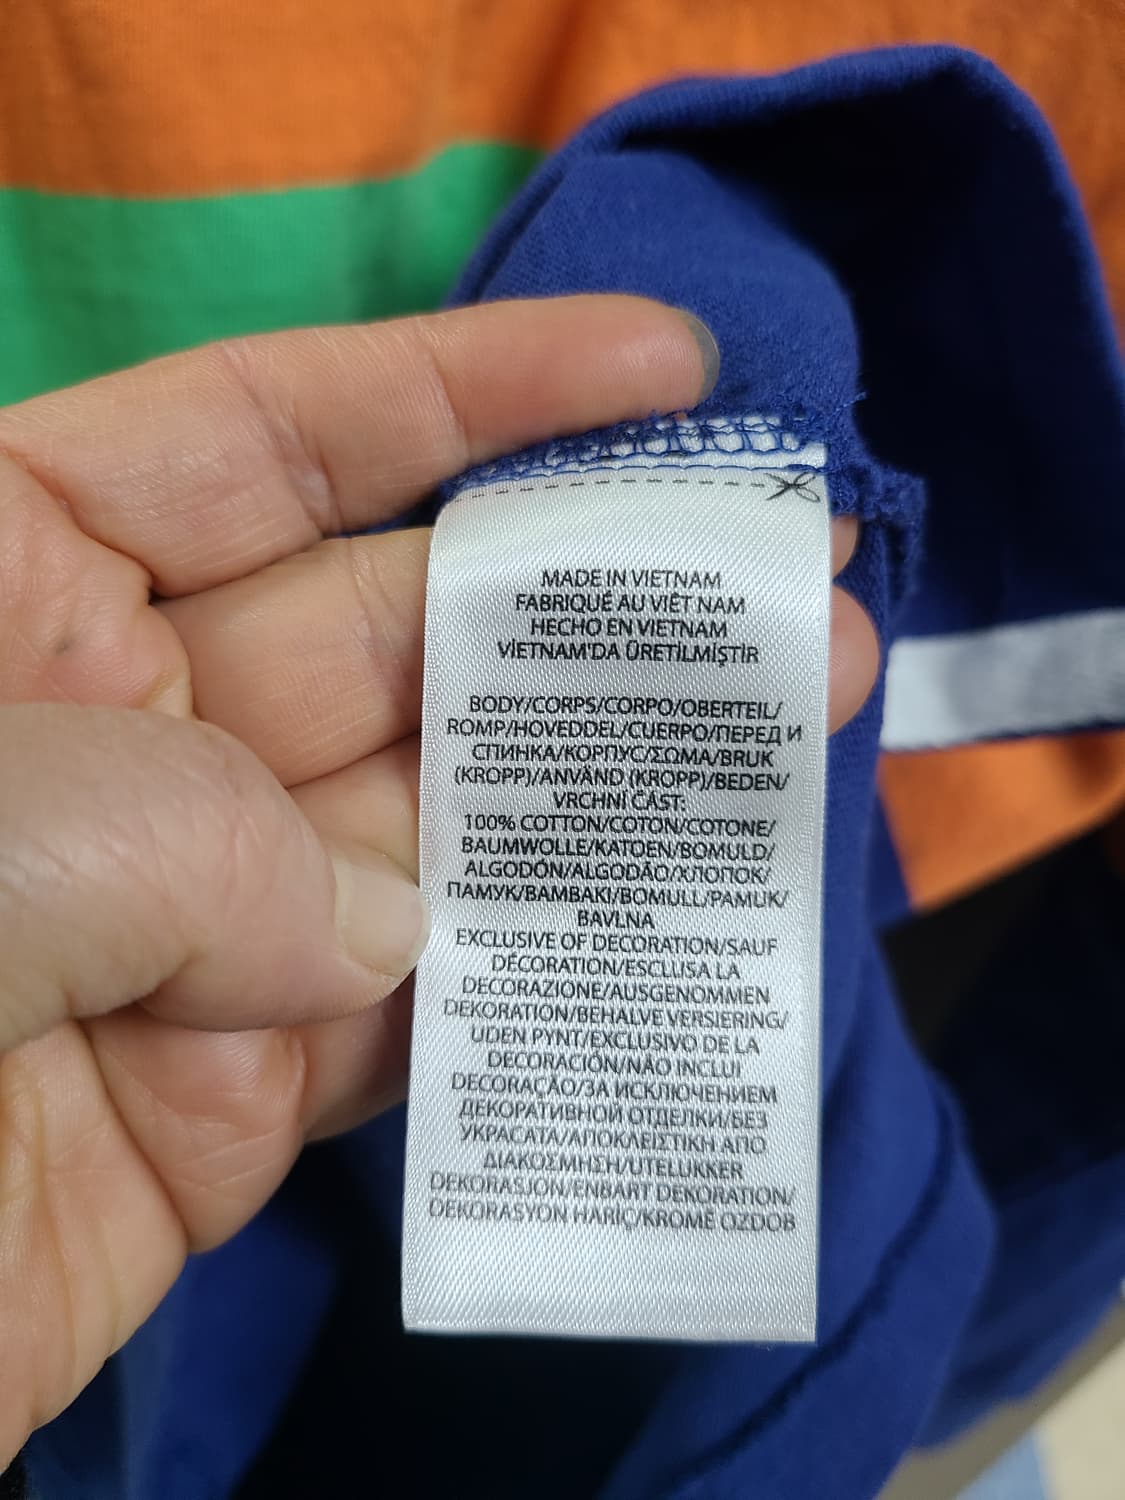 MADE IN VIETNAM
FABRIQUÉ AU VIÊT NAM
HECHO EN VIETNAM
VİETNAM'DA ÜRETİLMİŞTİR
BODY/CORPS/CORPO/OBERTEIL/
ROMP/HOVEDDEL/CUERPO/ПЕРЕД И
СПИНКА/КОРПУС/ΣΩΜΑ/BRUK
(KROPP)/ANVÄND (KROPP)/BEDEN/
VRCHNÍ ČÁST:
100% COTTON/COTON/COTONE/
BAUMWOLLE/KATOEN/BOMULD/
ALGODÓN/ALGODÃO/ХЛОПОК/
ПАМУК/ΒΑΜΒΑΚΙ/BOMULL/PAMUK/
BAVLNA
EXCLUSIVE OF DECORATION/SAUF
DÉCORATION/ESCLUSA LA
DECORAZIONE/AUSGENOMMEN
DEKORATION/BEHALVE VERSIERING/
UDEN PYNT/EXCLUSIVO DE LA
DECORACIÓN/NÃO INCLUI
DECORAÇÃO/ЗА ИСКЛЮЧЕНИЕМ
ДЕКОРАТИВНОЙ ОТДЕЛКИ/БЕЗ
УКРАСАТА/ΑΠΟΚΛΕΙΣΤΙΚΗ ΑΠΟ
ΔΙΑΚΟΣΜΗΣΗ/UTELUKKER
DEKORASJON/ENBART DEKORATION/
DEKORASYON HARİÇ/KROMĚ OZDOB